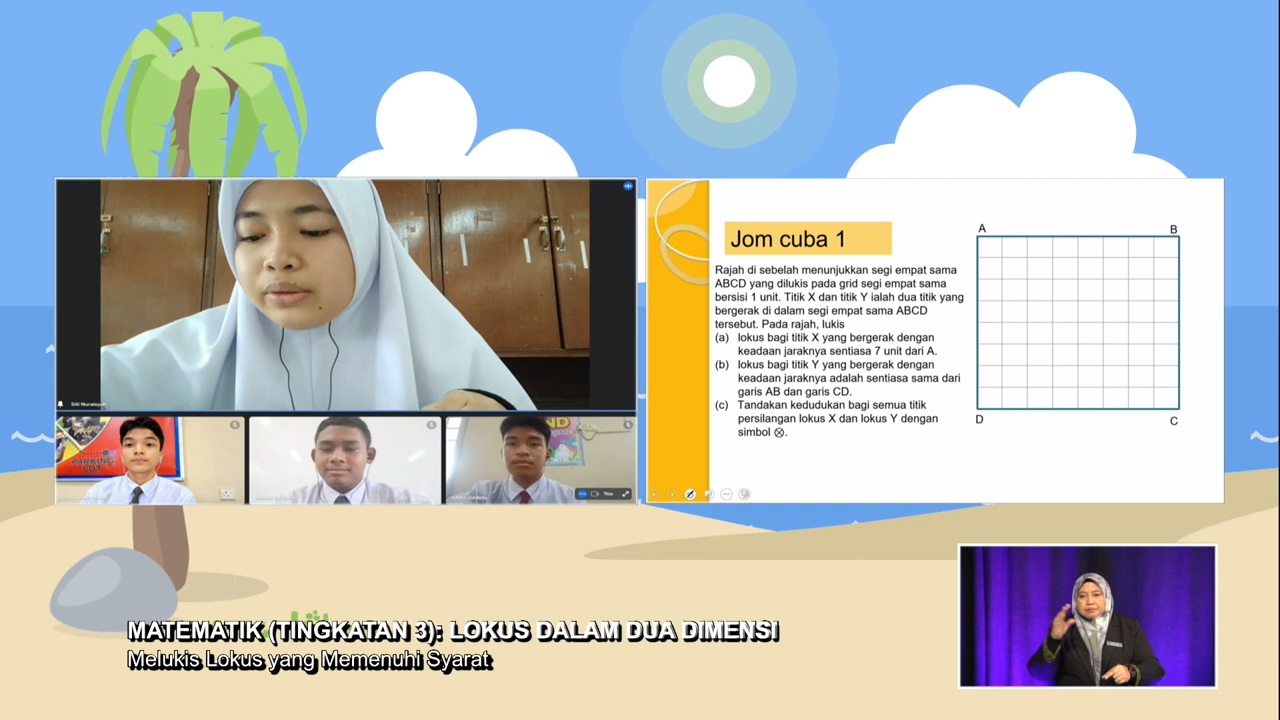 Jom cuba 1
Rajah di sebelah menunjukkan segi empat sama
ABCD yang dilukis pada grid segi empat sama
bersisi 1 unit. Titik X dan titik Y ialah dua titik yang
bergerak di dalam segi empat sama ABCD
tersebut. Pada rajah, lukis
(a) lokus bagi titik X yang bergerak dengan
keadaan jaraknya sentiasa 7 unit dari A.
(b) lokus bagi titik Y yang bergerak dengan
keadaan jaraknya adalah sentiasa sama dari
garis AB dan garis CD.
(c) Tandakan kedudukan bagi semua titik
persilangan lokus X dan lokus Y dengan
simbol ⊗.
A B
D C
PARKING
LOT
You
MATEMATIK (TINGKATAN 3): LOKUS DALAM DUA DIMENSI
Melukis Lokus yang Memenuhi Syarat